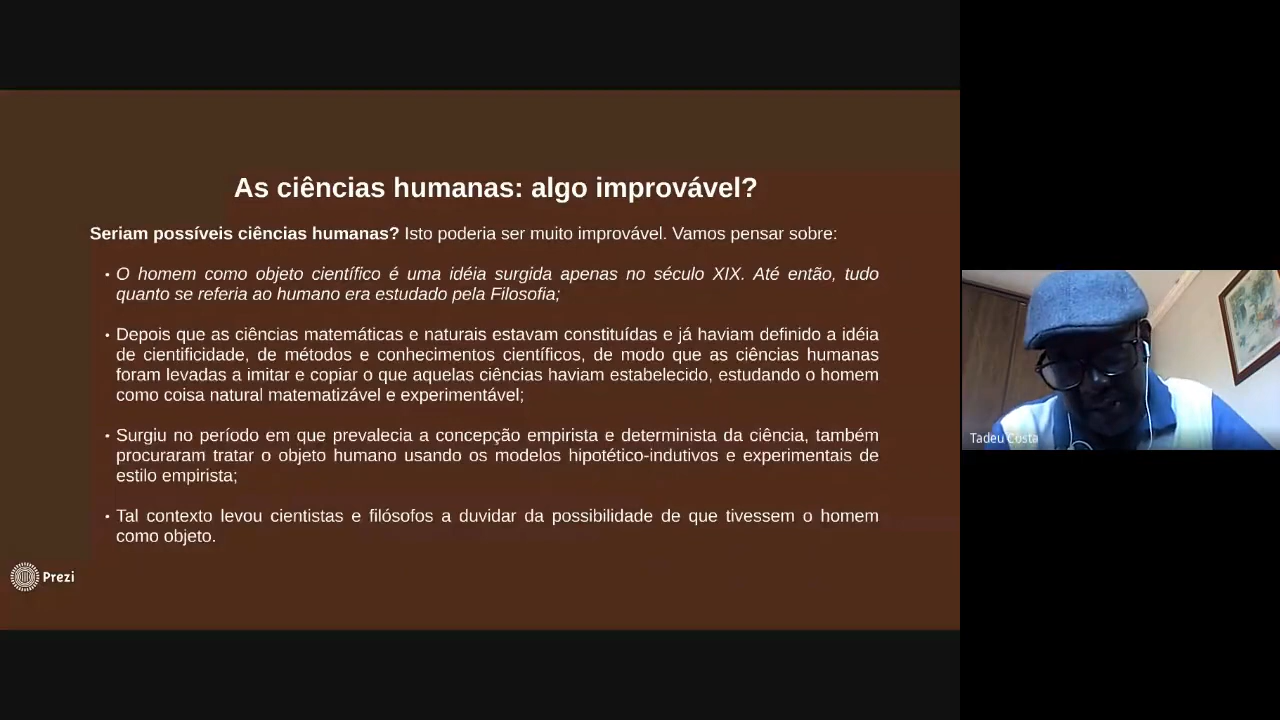 As ciências humanas: algo improvável?
Seriam possíveis ciências humanas? Isto poderia ser muito improvável. Vamos pensar sobre:
• O homem como objeto científico é uma idéia surgida apenas no século XIX. Até então, tudo
quanto se referia ao humano era estudado pela Filosofia;
• Depois que as ciências matemáticas e naturais estavam constituídas e já haviam definido a idéia
de cientificidade, de métodos e conhecimentos científicos, de modo que as ciências humanas
foram levadas a imitar e copiar o que aquelas ciências haviam estabelecido, estudando o homem
como coisa natural matematizável e experimentável;
• Surgiu no período em que prevalecia a concepção empirista e determinista da ciência, também
procuraram tratar o objeto humano usando os modelos hipotético-indutivos e experimentais de
estilo empirista;
• Tal contexto levou cientistas e filósofos a duvidar da possibilidade de que tivessem o homem
como objeto.
Prezi
Tadeu Costa